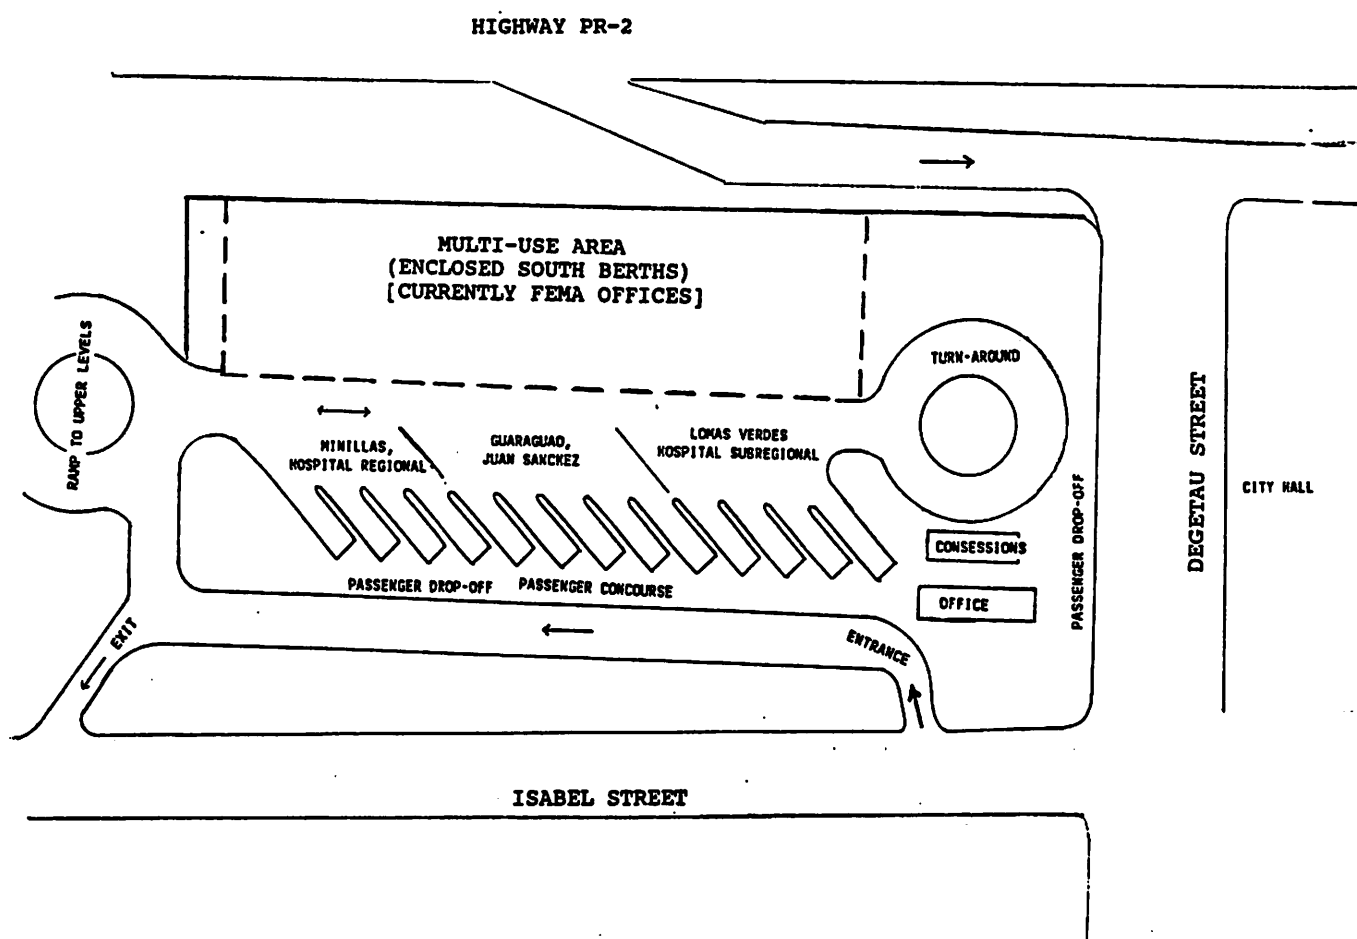 HIGHWAY PR-2
MULTI-USE AREA
(ENCLOSED SOUTH BERTHS)
[CURRENTLY FEMA OFFICES]
RAMP TO UPPER LEVELS
TURN-AROUND
MINILLAS,
HOSPITAL REGIONAL
GUARAGUAO,
JUAN SANCHEZ
LOMAS VERDES
HOSPITAL SUBREGIONAL
CONSESSIONS
OFFICE
PASSENGER DROP-OFF
DEGETAU STREET
CITY HALL
PASSENGER DROP-OFF
PASSENGER CONCOURSE
EXIT
ENTRANCE
ISABEL STREET